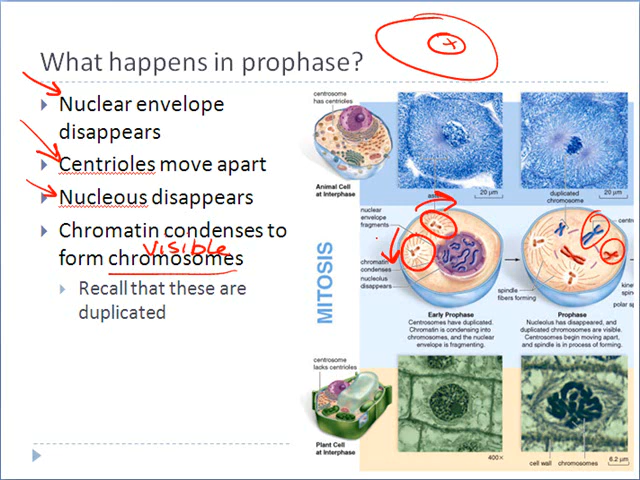 What happens in prophase?
Nuclear envelope
disappears
Centrioles move apart
Nucleous disappears
Chromatin condenses to
visible
form chromosomes
Recall that these are
duplicated
MITOSIS
centrosome
has centrioles
Animal Cell
at Interphase
20 µm
duplicated
chromosome
20 µm
nuclear
envelope
fragments
chromatin
condenses
nucleolus
disappears
spindle
fibers forming
Early Prophase
Centrosomes have duplicated.
Chromatin is condensing into
chromosomes, and the nuclear
envelope is fragmenting.
centr
kine
spin
polar s
Prophase
Nucleolus has disappeared, and
duplicated chromosomes are visible.
Centrosomes begin moving apart,
and spindle is in process of forming.
centrosome
lacks centrioles
Plant Cell
at Interphase
400×
cell wall
chromosomes
6.2 µm